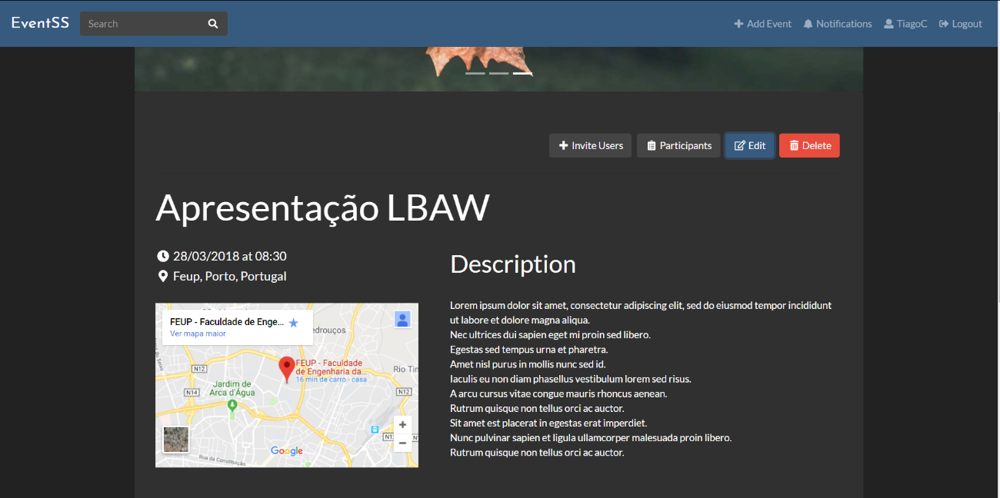 EventSS
Search
Add Event
Notifications
TiagoC
Logout
Invite Users
Participants
Edit
Delete
Apresentação LBAW
28/03/2018 at 08:30
Feup, Porto, Portugal
FEUP - Faculdade de Enge...
Ver mapa maior
edrouços
N12
FEUP - Faculdade
de Engenharia da...
16 min de carro - casa
Rio Tin
Jardim de
Arca d'Água
N14
N12
Google
Rua da Constituição
Description
Lorem ipsum dolor sit amet, consectetur adipiscing elit, sed do eiusmod tempor incididunt
ut labore et dolore magna aliqua.
Nec ultrices dui sapien eget mi proin sed libero.
Egestas sed tempus urna et pharetra.
Amet nisl purus in mollis nunc sed id.
Iaculis eu non diam phasellus vestibulum lorem sed risus.
A arcu cursus vitae congue mauris rhoncus aenean.
Rutrum quisque non tellus orci ac auctor.
Sit amet est placerat in egestas erat imperdiet.
Nunc pulvinar sapien et ligula ullamcorper malesuada proin libero.
Rutrum quisque non tellus orci ac auctor.